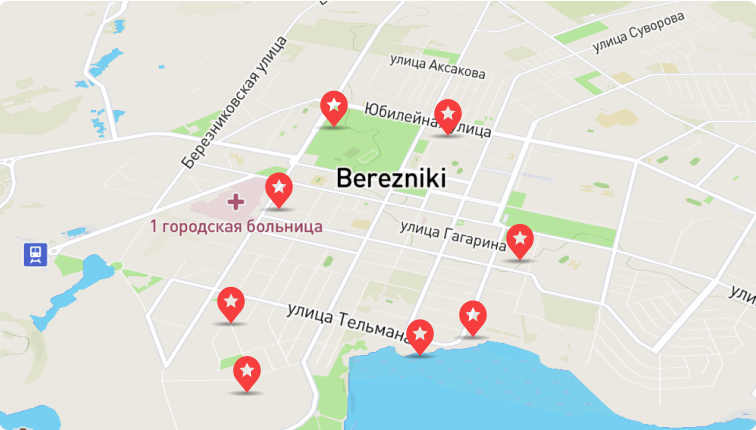 улица Суворова
улица Аксакова
Березниковская улица
Юбилейная улица
Berezniki
1 городская больница
улица Гагарина
улица Тельмана